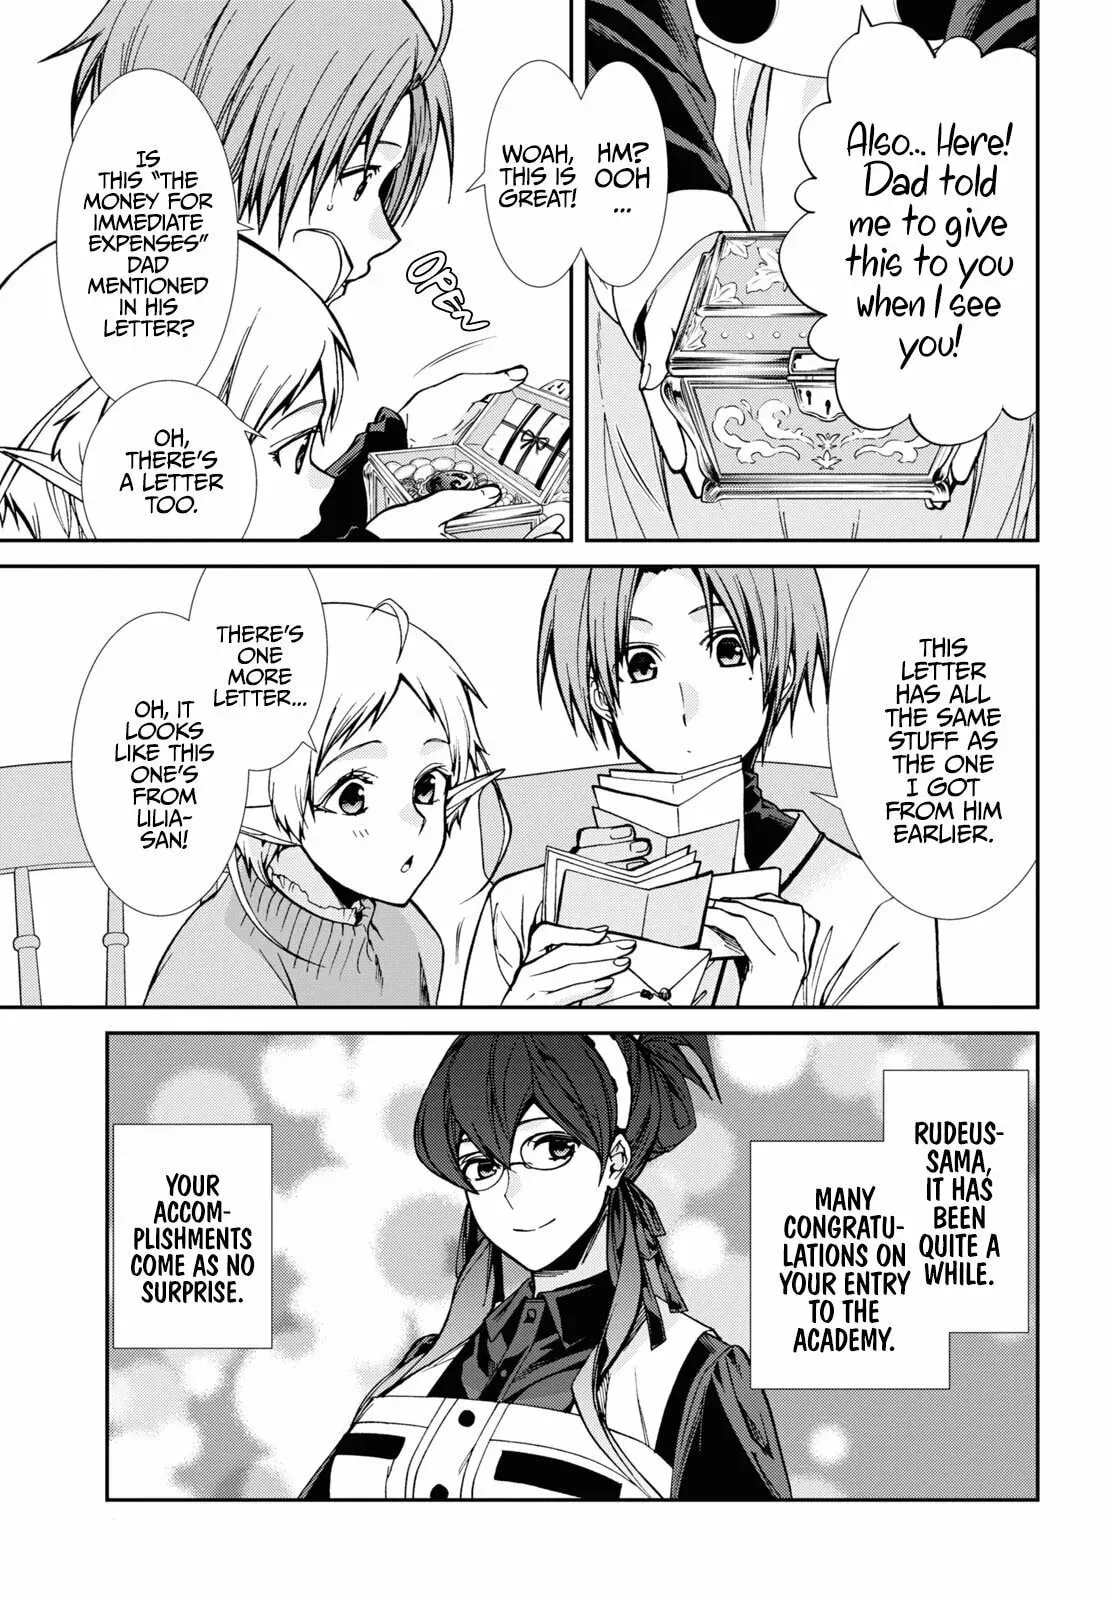 Also... Here!
Dad told
me to give
this to you
when I see
you!
HM?
OOH
...
WOAH,
THIS IS
GREAT!
OPEN
IS
THIS "THE
MONEY FOR
IMMEDIATE
EXPENSES"
DAD
MENTIONED
IN HIS
LETTER?
OH,
THERE'S
A LETTER
TOO.
THIS
LETTER
HAS ALL
THE SAME
STUFF AS
THE ONE
I GOT
FROM HIM
EARLIER.
THERE'S
ONE
MORE
LETTER...
OH, IT
LOOKS
LIKE THIS
ONE'S
FROM
LILIA-
SAN!
RUDEUS-
SAMA,
IT HAS
BEEN
QUITE A
WHILE.
MANY
CONGRATU-
LATIONS ON
YOUR ENTRY
TO THE
ACADEMY.
YOUR
ACCOM-
PLISHMENTS
COME AS NO
SURPRISE.